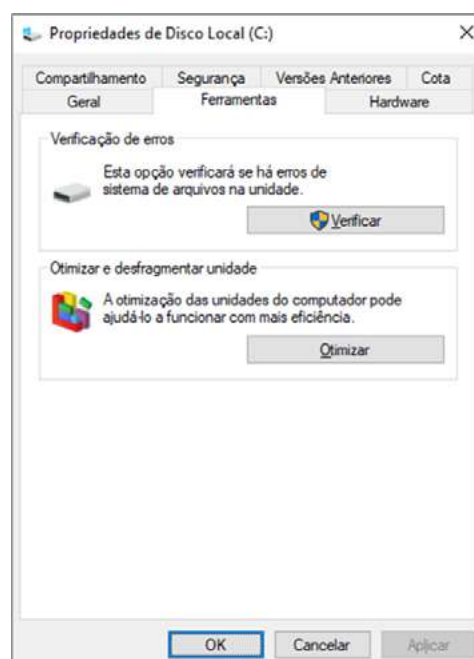 Propriedades de Disco Local (C:)
Compartilhamento Segurança Versões Anteriores Cota
Geral Ferramentas Hardware
Verificação de erros
Esta opção verificará se há erros de
sistema de arquivos na unidade.
Verificar
Otimizar e desfragmentar unidade
A otimização das unidades do computador pode
ajudá-lo a funcionar com mais eficiência.
Otimizar
OK Cancelar Aplicar